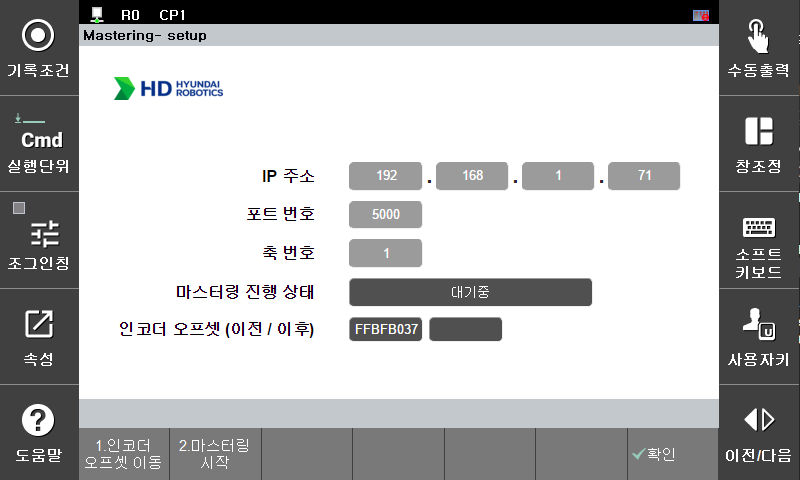 R0 CP1
Mastering- setup
기록조건
Cmd
실행단위
조그인칭
속성
도움말
HD HYUNDAI
ROBOTICS
IP 주소 192 . 168 . 1 . 71
포트 번호 5000
축 번호 1
마스터링 진행 상태 대기중
인코더 오프셋 (이전 / 이후) FFBFB037
1.인코더
오프셋 이동
2.마스터링
시작
확인
수동출력
창조정
소프트
키보드
U
사용자키
이전/다음